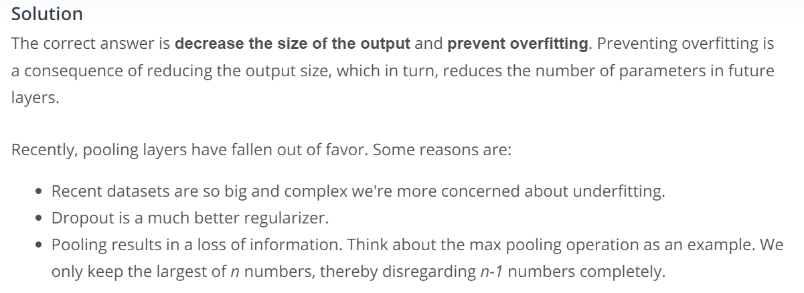 Solution
The correct answer is decrease the size of the output and prevent overfitting. Preventing overfitting is
a consequence of reducing the output size, which in turn, reduces the number of parameters in future
layers.
Recently, pooling layers have fallen out of favor. Some reasons are:
• Recent datasets are so big and complex we're more concerned about underfitting.
• Dropout is a much better regularizer.
• Pooling results in a loss of information. Think about the max pooling operation as an example. We
only keep the largest of n numbers, thereby disregarding n-1 numbers completely.